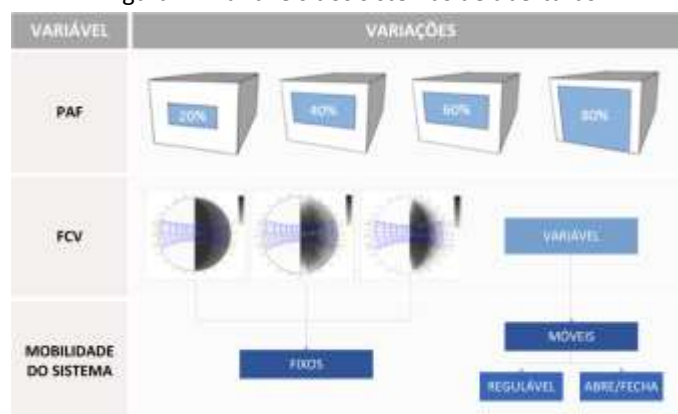 VARIÁVEL VARIAÇÕES
PAF 20% 40% 60% 80%
FCV VARIÁVEL
MOBILIDADE
DO SISTEMA
FIXOS MÓVEIS
REGULÁVEL ABRE/FECHA